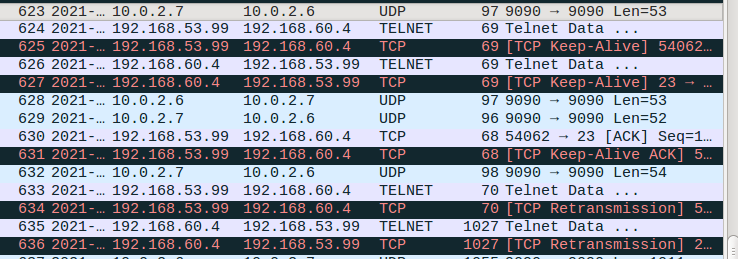 623 2021-… 10.0.2.7 10.0.2.6 UDP 97 9090 → 9090 Len=53
624 2021-… 192.168.53.99 192.168.60.4 TELNET 69 Telnet Data ...
625 2021-… 192.168.53.99 192.168.60.4 TCP 69 [TCP Keep-Alive] 54062…
626 2021-… 192.168.60.4 192.168.53.99 TELNET 69 Telnet Data ...
627 2021-… 192.168.60.4 192.168.53.99 TCP 69 [TCP Keep-Alive] 23 → …
628 2021-… 10.0.2.6 10.0.2.7 UDP 97 9090 → 9090 Len=53
629 2021-… 10.0.2.6 10.0.2.7 UDP 96 9090 → 9090 Len=52
630 2021-… 192.168.53.99 192.168.60.4 TCP 68 54062 → 23 [ACK] Seq=1…
631 2021-… 192.168.53.99 192.168.60.4 TCP 68 [TCP Keep-Alive ACK] 5…
632 2021-… 10.0.2.7 10.0.2.6 UDP 98 9090 → 9090 Len=54
633 2021-… 192.168.53.99 192.168.60.4 TELNET 70 Telnet Data ...
634 2021-… 192.168.53.99 192.168.60.4 TCP 70 [TCP Retransmission] 5…
635 2021-… 192.168.60.4 192.168.53.99 TELNET 1027 Telnet Data ...
636 2021-… 192.168.60.4 192.168.53.99 TCP 1027 [TCP Retransmission] 2…